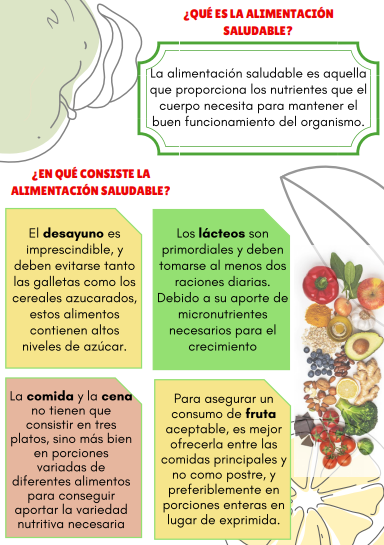 ¿QUÉ ES LA ALIMENTACIÓN
SALUDABLE?
La alimentación saludable es aquella
que proporciona los nutrientes que el
cuerpo necesita para mantener el
buen funcionamiento del organismo.
¿EN QUÉ CONSISTE LA
ALIMENTACIÓN SALUDABLE?
El desayuno es
imprescindible, y
deben evitarse tanto
las galletas como los
cereales azucarados,
estos alimentos
contienen altos
niveles de azúcar.
Los lácteos son
primordiales y deben
tomarse al menos dos
raciones diarias.
Debido a su aporte de
micronutrientes
necesarios para el
crecimiento
La comida y la cena
no tienen que
consistir en tres
platos, sino más bien
en porciones
variadas de
diferentes alimentos
para conseguir
aportar la variedad
nutritiva necesaria
Para asegurar un
consumo de fruta
aceptable, es mejor
ofrecerla entre las
comidas principales y
no como postre, y
preferiblemente en
porciones enteras en
lugar de exprimida.